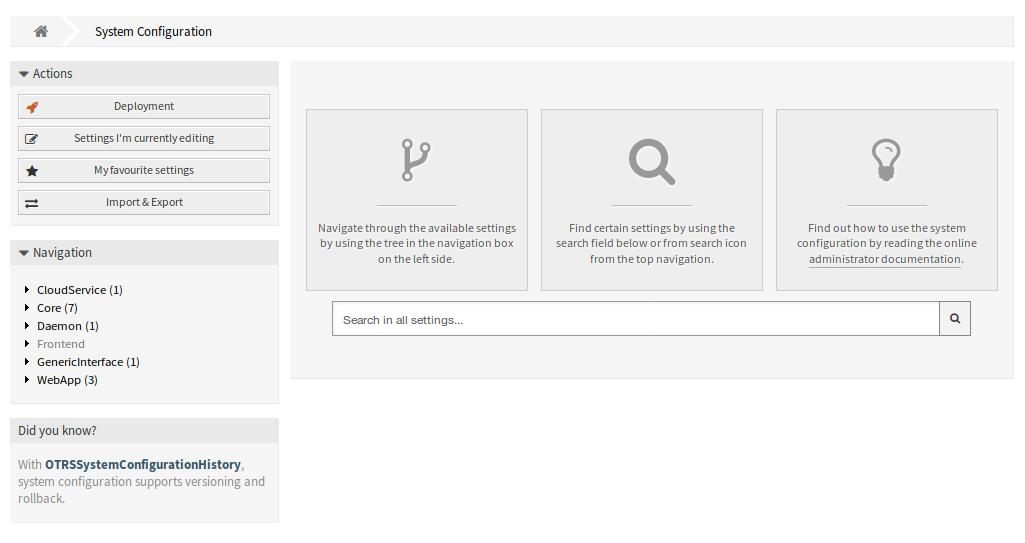 System Configuration
Actions
Deployment
Settings I'm currently editing
My favourite settings
Import & Export
Navigation
CloudService (1)
Core (7)
Daemon (1)
Frontend
GenericInterface (1)
WebApp (3)
Did you know?
With OTRSSystemConfigurationHistory,
system configuration supports versioning and
rollback.
Navigate through the available settings
by using the tree in the navigation box
on the left side.
Find certain settings by using the
search field below or from search icon
from the top navigation.
Find out how to use the system
configuration by reading the online
administrator documentation.
Search in all settings...